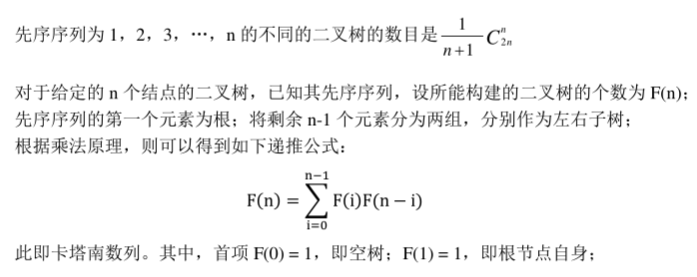 先序序列为 1，2，3，…，n 的不同的二叉树的数目是 \frac{1}{n+1} C_{2n}^{n}
对于给定的 n 个结点的二叉树，已知其先序序列，设所能构建的二叉树的个数为 F(n)；
先序序列的第一个元素为根；将剩余 n-1 个元素分为两组，分别作为左右子树；
根据乘法原理，则可以得到如下递推公式：
F(n) = \sum_{i=0}^{n-1} F(i)F(n − i)
此即卡塔南数列。其中，首项 F(0) = 1，即空树；F(1) = 1，即根节点自身；